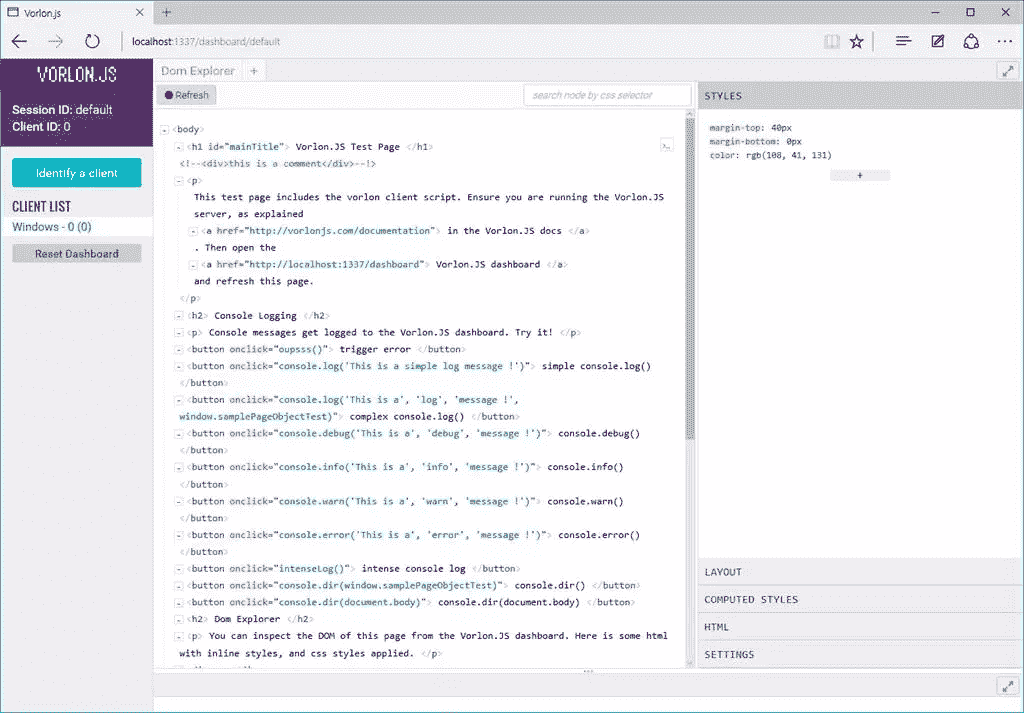 Vorlon.js
localhost:1337/dashboard/default
VORLON.JS
Session ID: default
Client ID: 0
Identify a client
CLIENT LIST
Windows - 0 (0)
Reset Dashboard
Dom Explorer +
Refresh
search node by css selector
<body>
<h1 id="mainTitle"> Vorlon.JS Test Page </h1>
<!--<div>this is a comment</div>--!>
<p>
This test page includes the vorlon client script. Ensure you are running the Vorlon.JS
server, as explained
<a href="http://vorlonjs.com/documentation"> in the Vorlon.JS docs </a>
. Then open the
<a href="http://localhost:1337/dashboard"> Vorlon.JS dashboard </a>
and refresh this page.
</p>
<h2> Console Logging </h2>
<p> Console messages get logged to the Vorlon.JS dashboard. Try it! </p>
<button onclick="oupsss()"> trigger error </button>
<button onclick="console.log('This is a simple log message !')"> simple console.log()
</button>
<button onclick="console.log('This is a', 'log', 'message !',
window.samplePageObjectTest)"> complex console.log() </button>
<button onclick="console.debug('This is a', 'debug', 'message !')"> console.debug()
</button>
<button onclick="console.info('This is a', 'info', 'message !')"> console.info()
</button>
<button onclick="console.warn('This is a', 'warn', 'message !')"> console.warn()
</button>
<button onclick="console.error('This is a', 'error', 'message !')"> console.error()
</button>
<button onclick="intenseLog()"> intense console log </button>
<button onclick="console.dir(window.samplePageObjectTest)"> console.dir() </button>
<button onclick="console.dir(document.body)"> console.dir(document.body) </button>
<h2> Dom Explorer </h2>
<p> You can inspect the DOM of this page from the Vorlon.JS dashboard. Here is some html
with inline styles, and css styles applied. </p>
STYLES
margin-top: 40px
margin-bottom: 0px
color: rgb(108, 41, 131)
+
LAYOUT
COMPUTED STYLES
HTML
SETTINGS